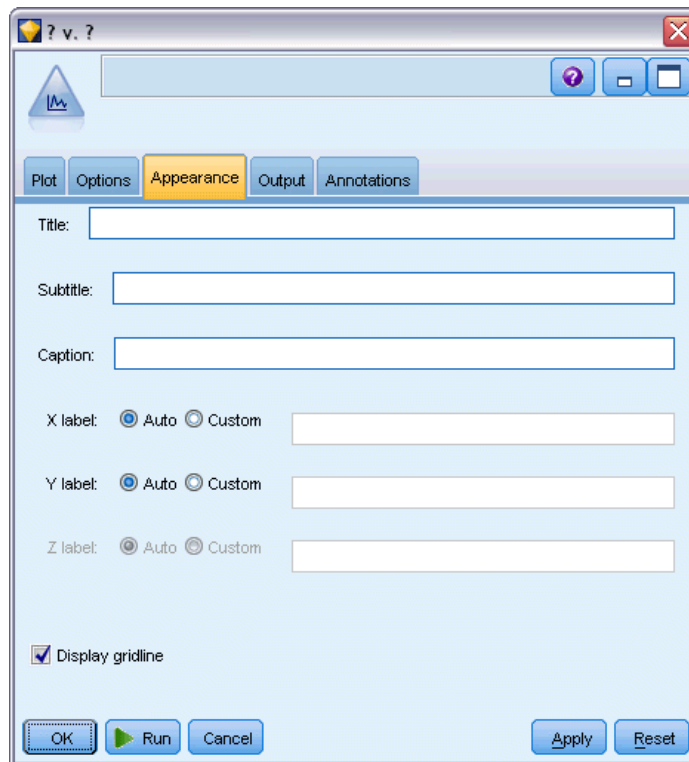 ? v. ?
?
Plot Options Appearance Output Annotations
Title:
Subtitle:
Caption:
X label: Auto Custom
Y label: Auto Custom
Z label: Auto Custom
Display gridline
OK Run Cancel Apply Reset